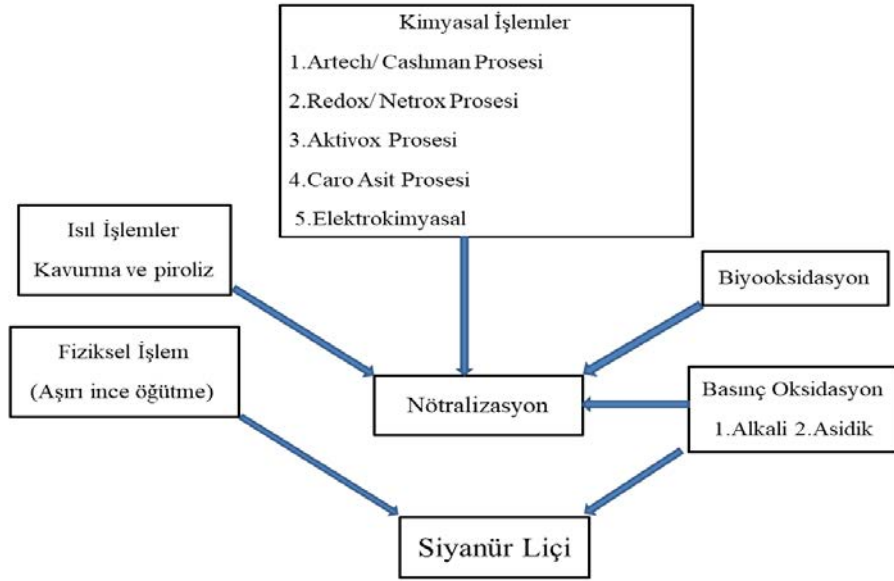 Kimyasal İşlemler
1.Artech/ Cashman Prosesi
2.Redox/ Netrox Prosesi
3.Aktivox Prosesi
4.Caro Asit Prosesi
5.Elektrokimyasal
Isıl İşlemler
Kavurma ve piroliz
Biyooksidasyon
Fiziksel İşlem
(Aşırı ince öğütme)
Nötralizasyon
Basınç Oksidasyon
1.Alkali 2.Asidik
Siyanür Liçi